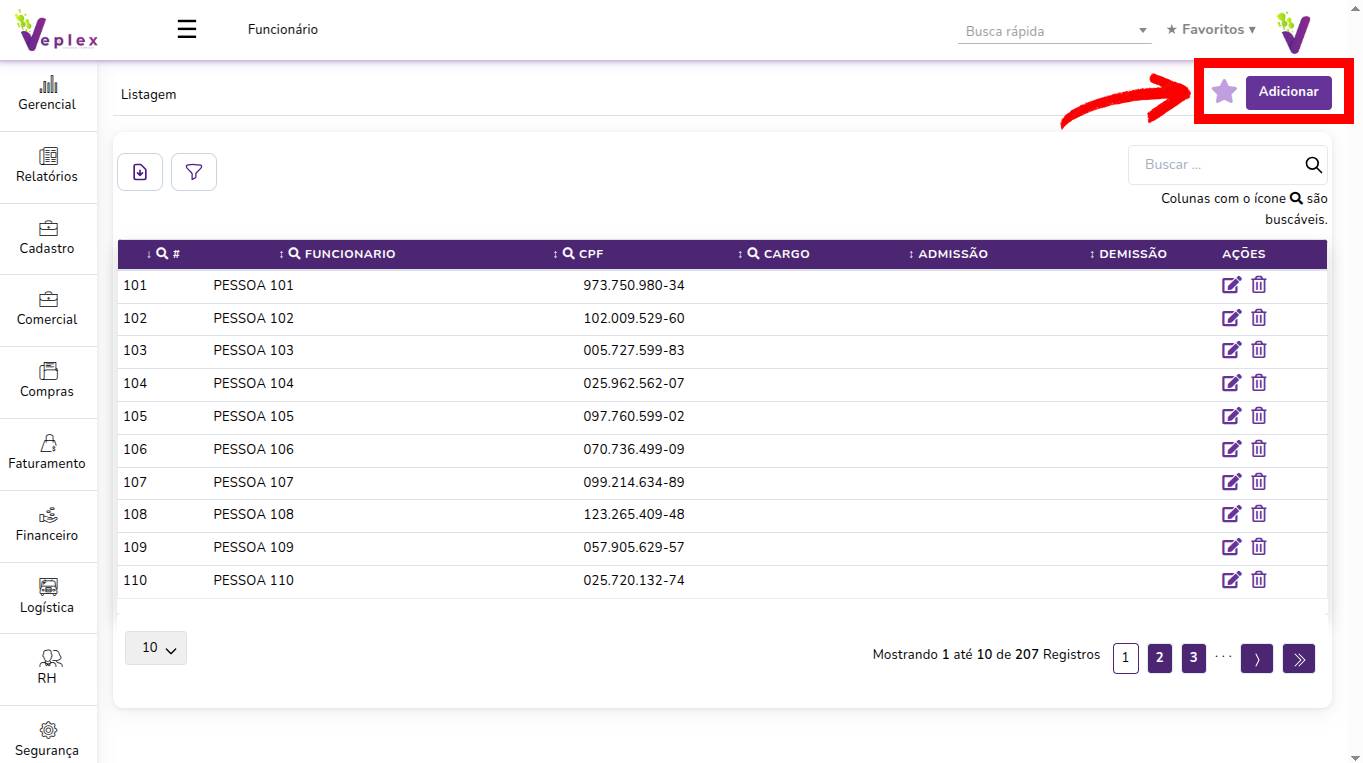 Veplex
Funcionário
Busca rápida
★ Favoritos ▾
Gerencial
Relatórios
Cadastro
Comercial
Compras
Faturamento
Financeiro
Logística
RH
Segurança
Listagem
Adicionar
Buscar ...
Colunas com o ícone são
buscáveis.
↓ # ↕ FUNCIONARIO ↕ CPF ↕ CARGO ↕ ADMISSÃO ↕ DEMISSÃO AÇÕES
101 PESSOA 101 973.750.980-34
102 PESSOA 102 102.009.529-60
103 PESSOA 103 005.727.599-83
104 PESSOA 104 025.962.562-07
105 PESSOA 105 097.760.599-02
106 PESSOA 106 070.736.499-09
107 PESSOA 107 099.214.634-89
108 PESSOA 108 123.265.409-48
109 PESSOA 109 057.905.629-57
110 PESSOA 110 025.720.132-74
10
Mostrando 1 até 10 de 207 Registros 1 2 3 ... 〉 》